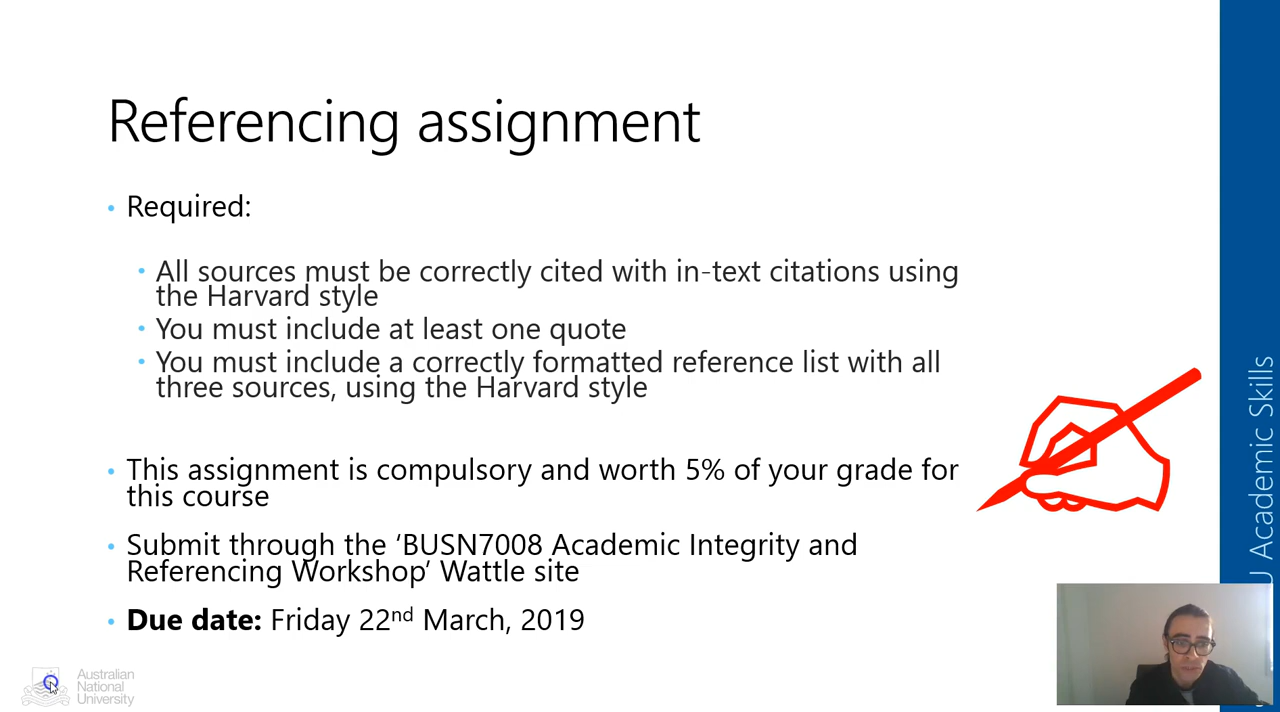 Referencing assignment
• Required:
• All sources must be correctly cited with in-text citations using
the Harvard style
• You must include at least one quote
• You must include a correctly formatted reference list with all
three sources, using the Harvard style
• This assignment is compulsory and worth 5% of your grade for
this course
• Submit through the ‘BUSN7008 Academic Integrity and
Referencing Workshop’ Wattle site
• Due date: Friday 22nd March, 2019
U Academic Skills
Australian
National
University